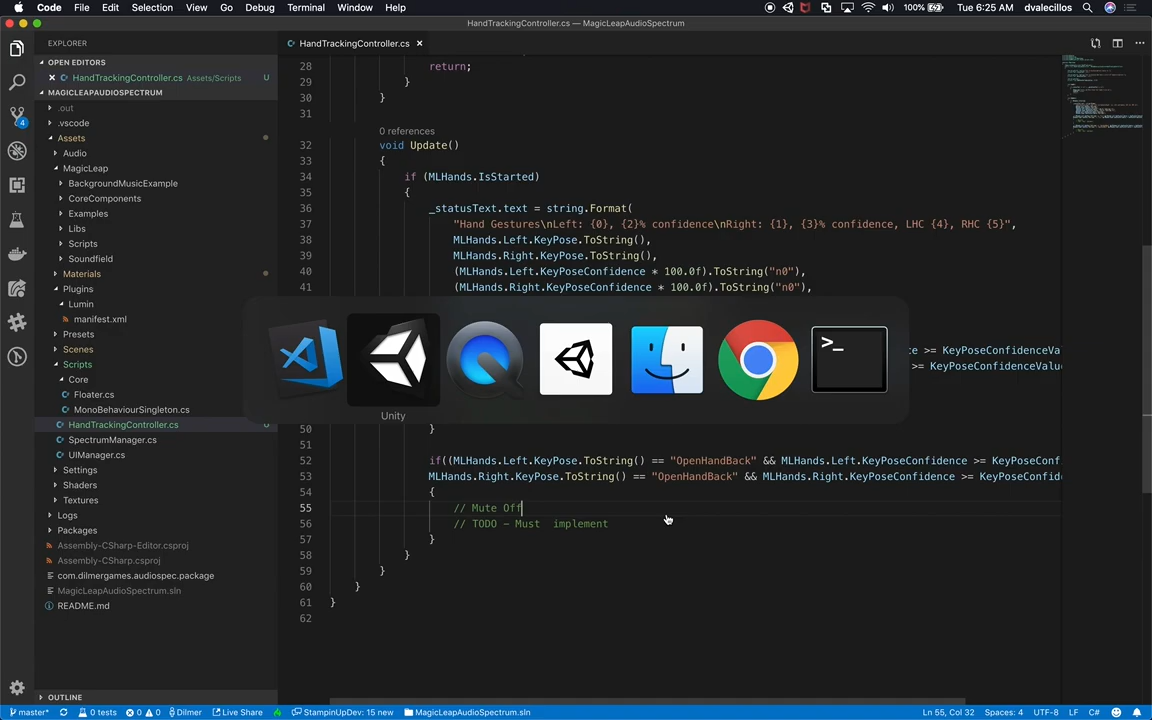 Code File Edit Selection View Go Debug Terminal Window Help 100% Tue 6:25 AM dvalecillos
HandTrackingController.cs — MagicLeapAudioSpectrum
EXPLORER
HandTrackingController.cs ×
OPEN EDITORS
× HandTrackingController.cs Assets/Scripts U
MAGICLEAPAUDIOSPECTRUM
.out
.vscode
Assets
Audio
MagicLeap
BackgroundMusicExample
CoreComponents
Examples
Libs
Scripts
Soundfield
Materials
Plugins
Lumin
manifest.xml
Presets
Scenes
Scripts
Core
Floater.cs
MonoBehaviourSingleton.cs
HandTrackingController.cs U
SpectrumManager.cs
UIManager.cs
Settings
Shaders
Textures
Logs
Packages
Assembly-CSharp-Editor.csproj
Assembly-CSharp.csproj
com.dilmergames.audiospec.package
MagicLeapAudioSpectrum.sln
README.md
OUTLINE
4
28 return;
29 }
30 }
31
0 references
32 void Update()
33 {
34 if (MLHands.IsStarted)
35 {
36 _statusText.text = string.Format(
37 "Hand Gestures\nLeft: {0}, {2}% confidence\nRight: {1}, {3}% confidence, LHC {4}, RHC {5}",
38 MLHands.Left.KeyPose.ToString(),
39 MLHands.Right.KeyPose.ToString(),
40 (MLHands.Left.KeyPoseConfidence * 100.0f).ToString("n0"),
41 (MLHands.Right.KeyPoseConfidence * 100.0f).ToString("n0"),
ce >= KeyPoseConfidenceVa
>= KeyPoseConfidenceValue
Unity
50 }
51
52 if((MLHands.Left.KeyPose.ToString() == "OpenHandBack" && MLHands.Left.KeyPoseConfidence >= KeyPoseConf
53 MLHands.Right.KeyPose.ToString() == "OpenHandBack" && MLHands.Right.KeyPoseConfidence >= KeyPoseConfid
54 {
55 // Mute Off
56 // TODO – Must implement
57 }
58 }
59 }
60 }
61 }
62
master* 0 tests 0 0 Dilmer Live Share StampinUpDev: 15 new MagicLeapAudioSpectrum.sln Ln 55, Col 32 Spaces: 4 UTF-8 LF C#